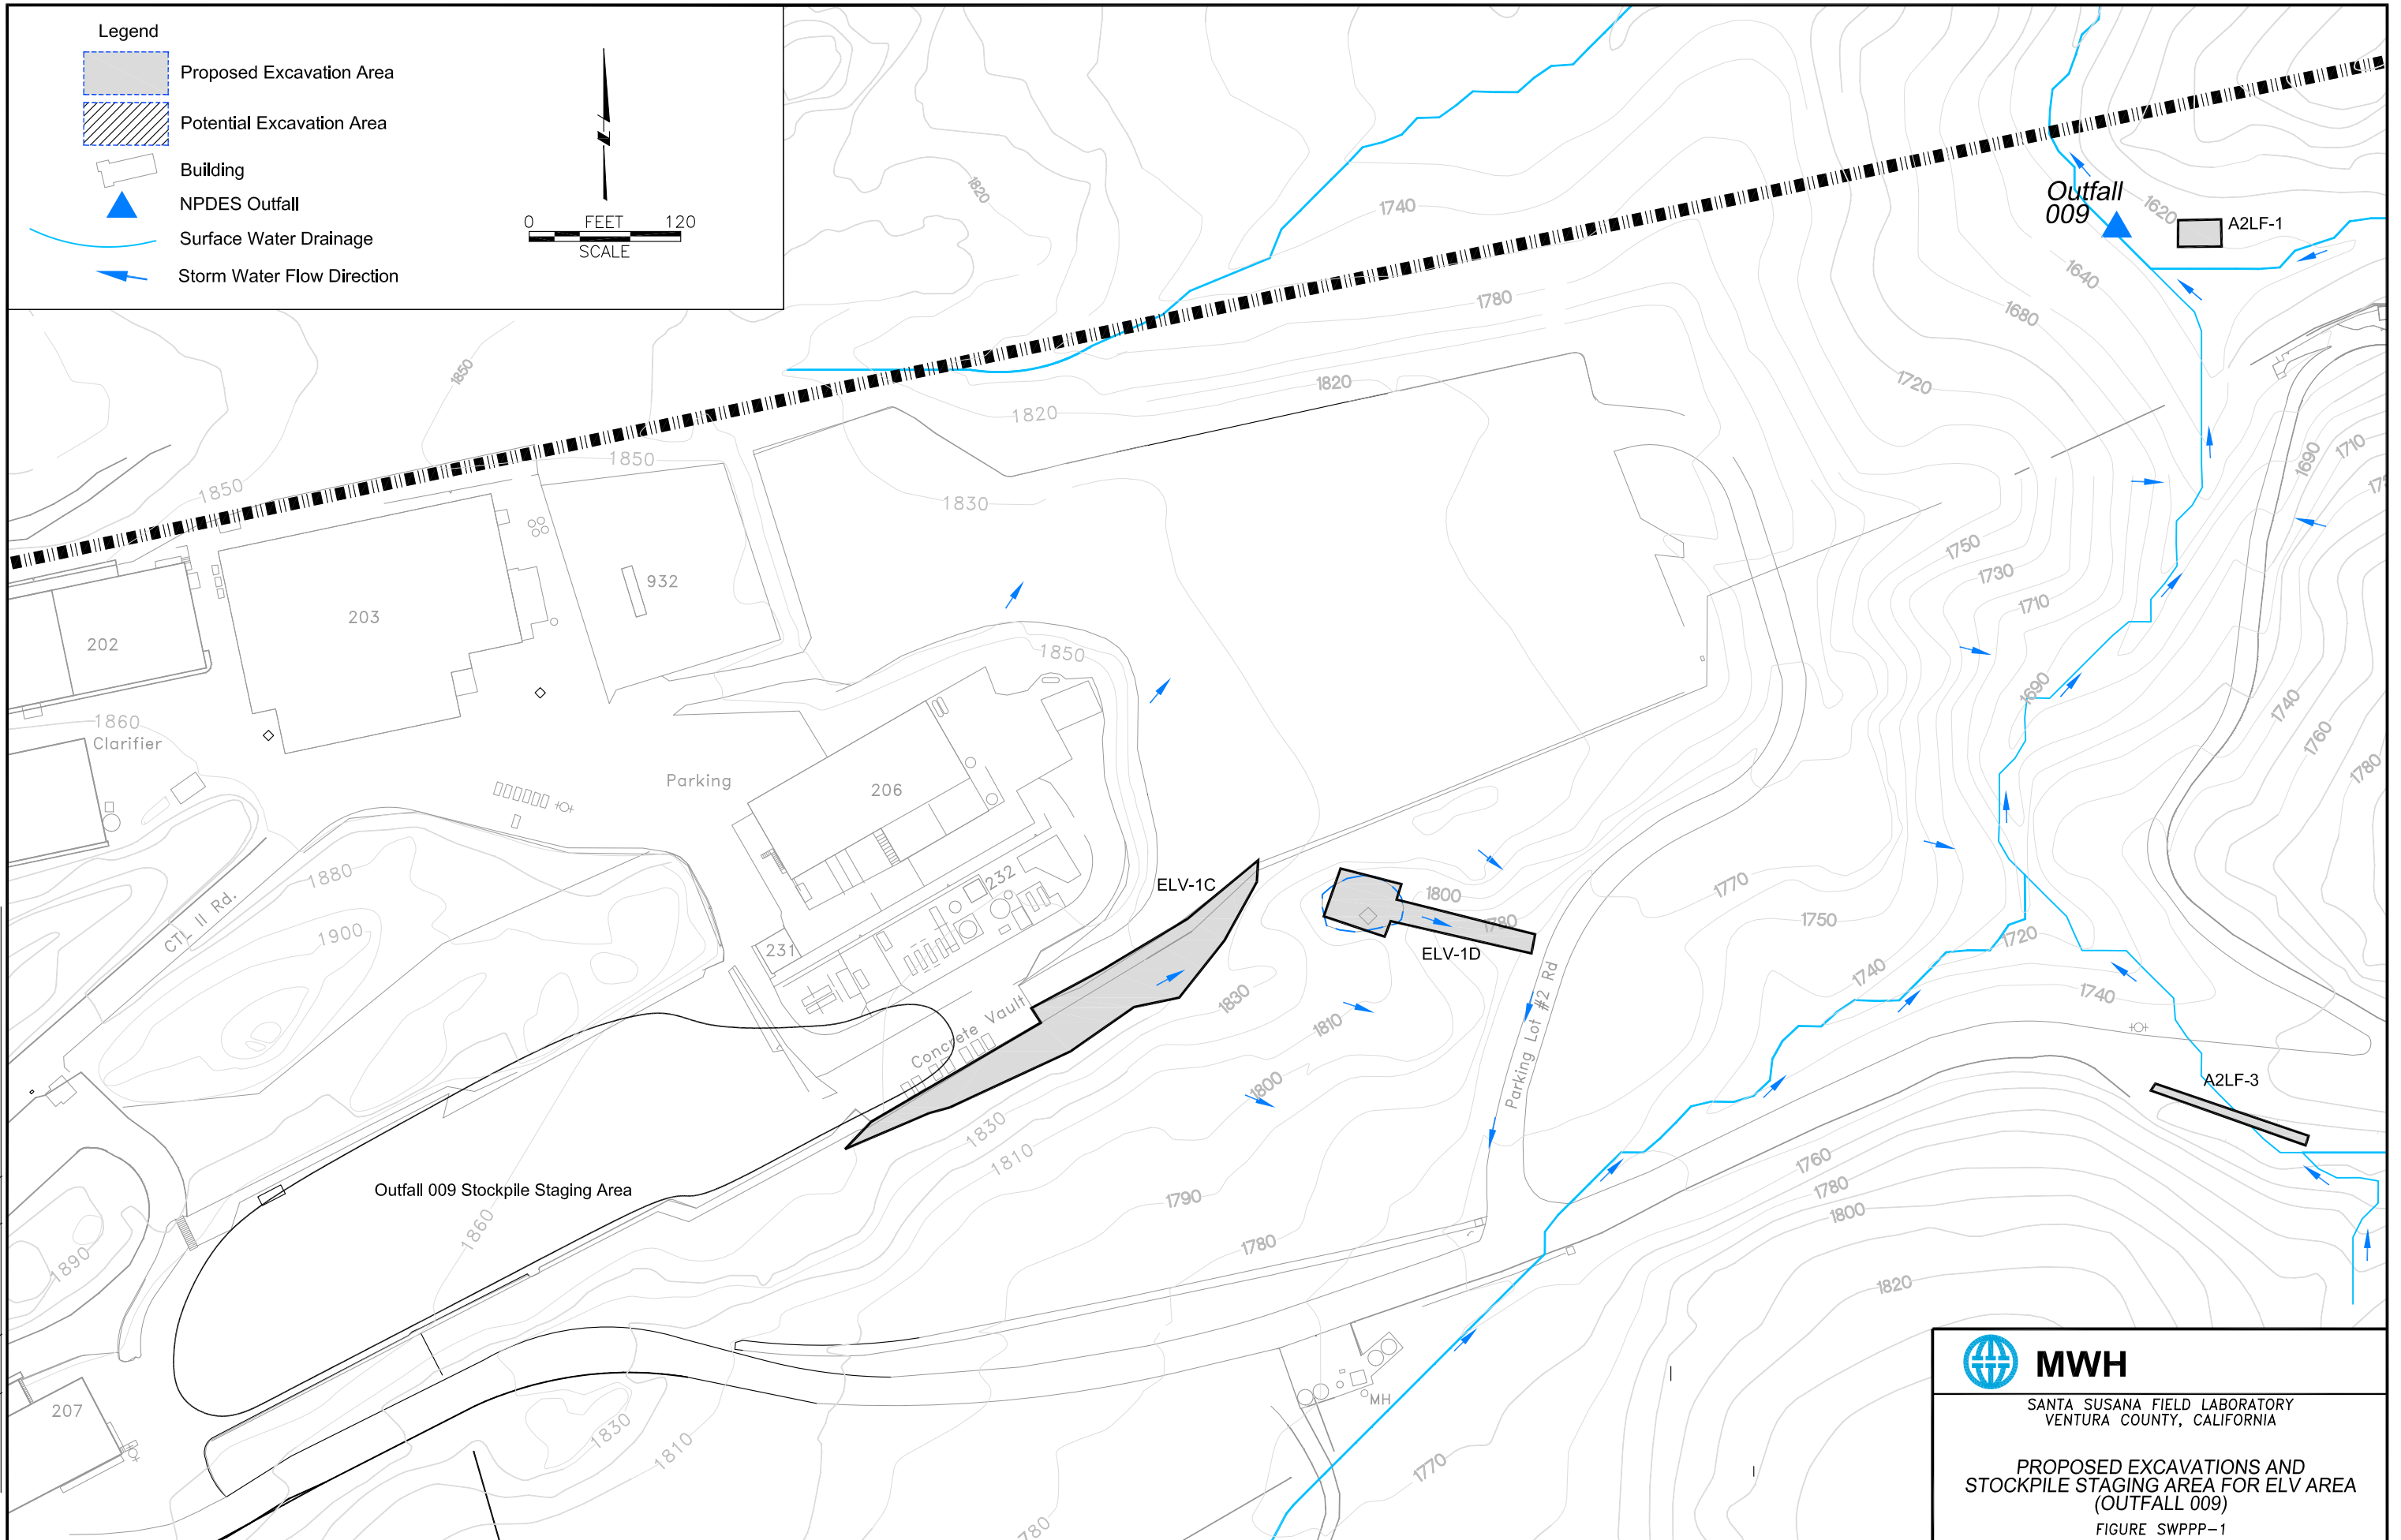 Legend
Proposed Excavation Area
Potential Excavation Area
Building
NPDES Outfall
Surface Water Drainage
Storm Water Flow Direction
N
0 FEET 120
SCALE
1820
1740
Outfall
009
1620
A2LF-1
1640
1680
1780
1720
1850
1820
1820
1850
1850
1830
1690
1710
932
203
202
1750
1730
1710
1850
1690
1740
1760
1780
1860
Clarifier
Parking
206
1880
CTL II Rd.
1900
232
231
ELV-1C
1800
1780
ELV-1D
1770
1750
1720
1740
1740
1830
1810
1800
Concrete Vault
Parking Lot #2 Rd
A2LF-3
1830
1810
1760
1780
1800
1790
1780
Outfall 009 Stockpile Staging Area
1860
1890
1820
207
MH
1830
1810
1770
1780
MWH
SANTA SUSANA FIELD LABORATORY
VENTURA COUNTY, CALIFORNIA
PROPOSED EXCAVATIONS AND
STOCKPILE STAGING AREA FOR ELV AREA
(OUTFALL 009)
FIGURE SWPPP-1